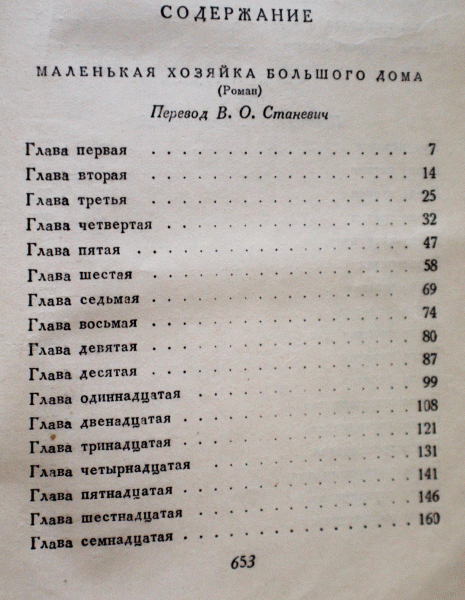 СОДЕРЖАНИЕ
МАЛЕНЬКАЯ ХОЗЯЙКА БОЛЬШОГО ДОМА
(Роман)
Перевод В. О. Станевич
Глава первая . . . . . . . . . . . . . . . . 7
Глава вторая . . . . . . . . . . . . . . . . 14
Глава третья . . . . . . . . . . . . . . . . 25
Глава четвертая . . . . . . . . . . . . . . . 32
Глава пятая . . . . . . . . . . . . . . . . 47
Глава шестая . . . . . . . . . . . . . . . . 58
Глава седьмая . . . . . . . . . . . . . . . . 69
Глава восьмая . . . . . . . . . . . . . . . . 74
Глава девятая . . . . . . . . . . . . . . . . 80
Глава десятая . . . . . . . . . . . . . . . . 87
Глава одиннадцатая . . . . . . . . . . . . . 99
Глава двенадцатая . . . . . . . . . . . . . . 108
Глава тринадцатая . . . . . . . . . . . . . . 121
Глава четырнадцатая . . . . . . . . . . . . 131
Глава пятнадцатая . . . . . . . . . . . . . . 141
Глава шестнадцатая . . . . . . . . . . . . . 146
Глава семнадцатая . . . . . . . . . . . . . . 160
653